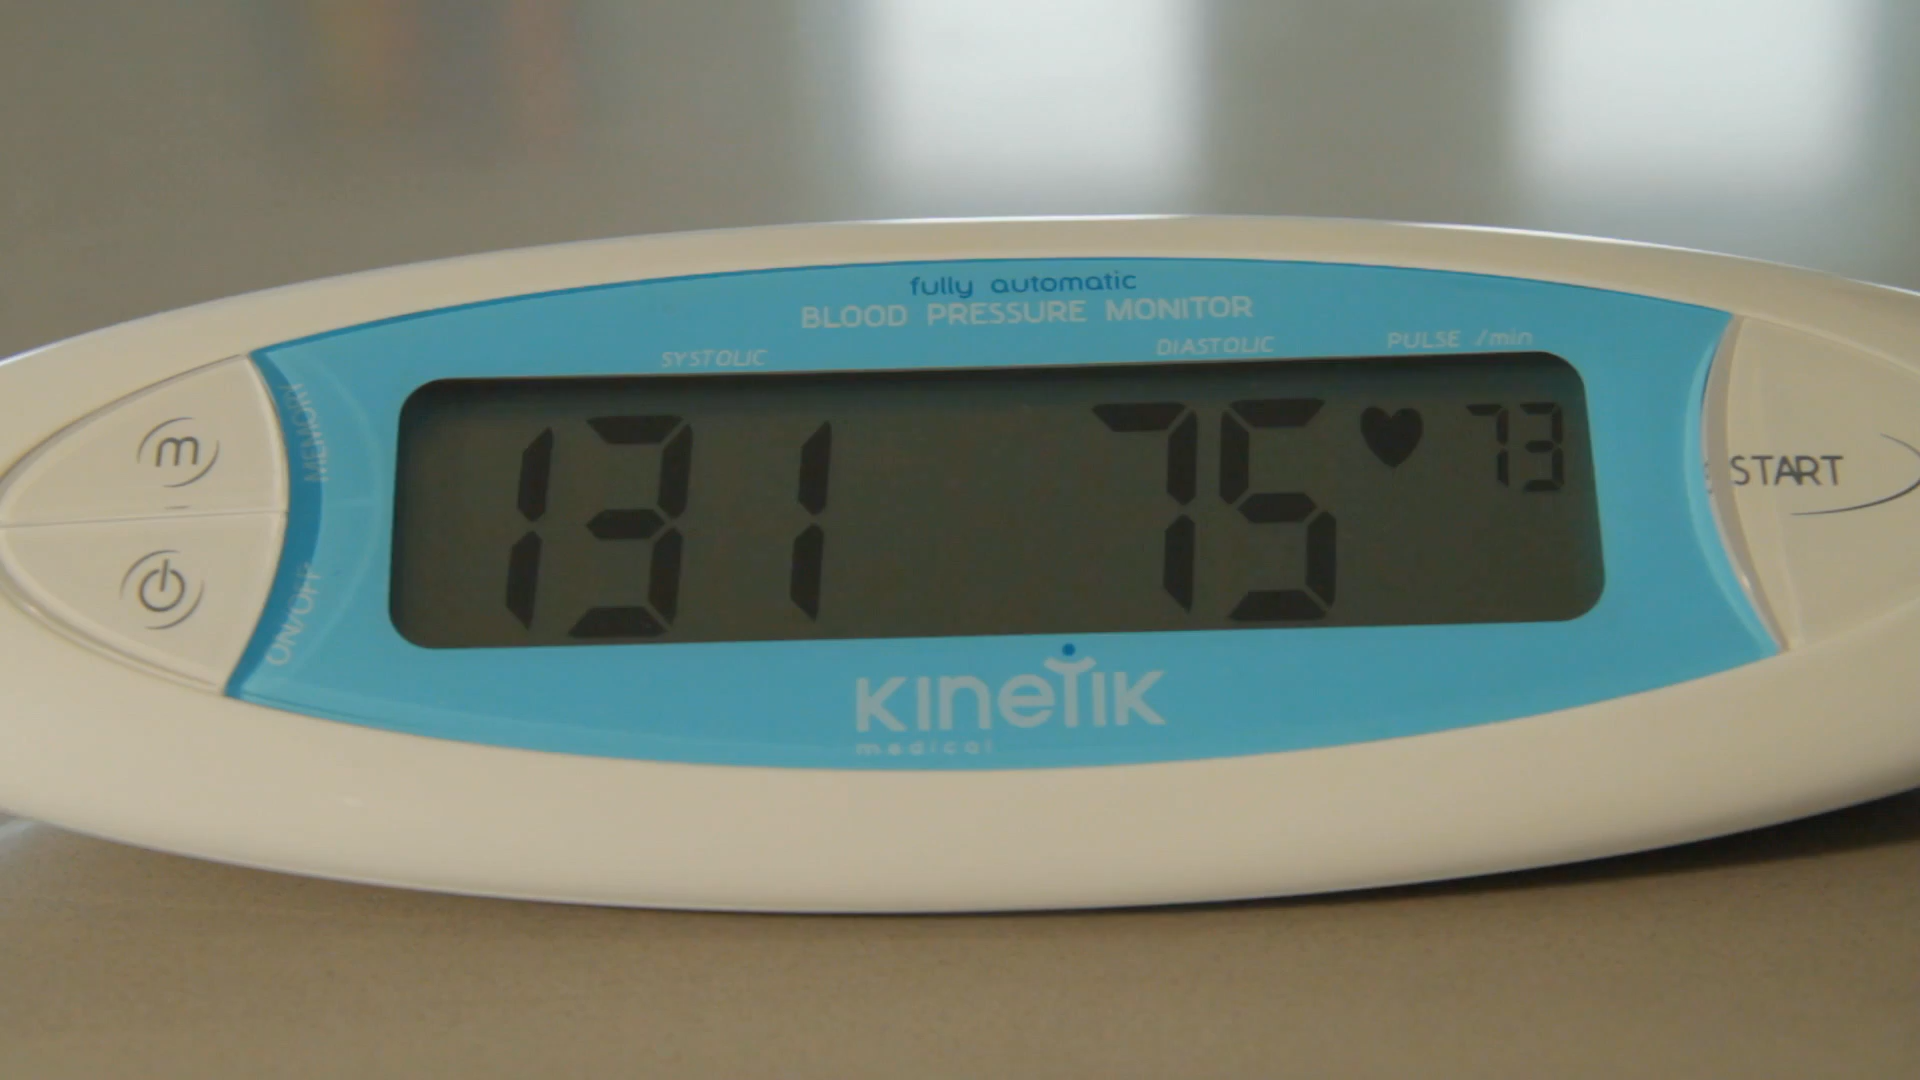 fully automatic
BLOOD PRESSURE MONITOR
SYSTOLIC DIASTOLIC PULSE /min
131 75 73
m
MEMORY
ON/OFF
START
KINETIK
medical